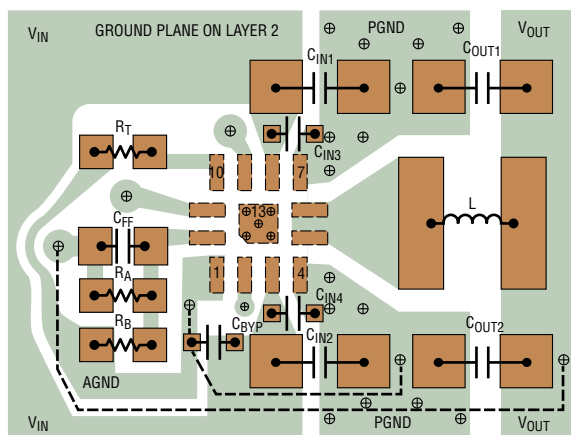 VIN GROUND PLANE ON LAYER 2 PGND VOUT
CIN1 COUT1
RT
CIN3
10 7
13
CFF
L
1 4
RA
CIN4
RB
CBYP
CIN2 COUT2
AGND
VIN PGND VOUT